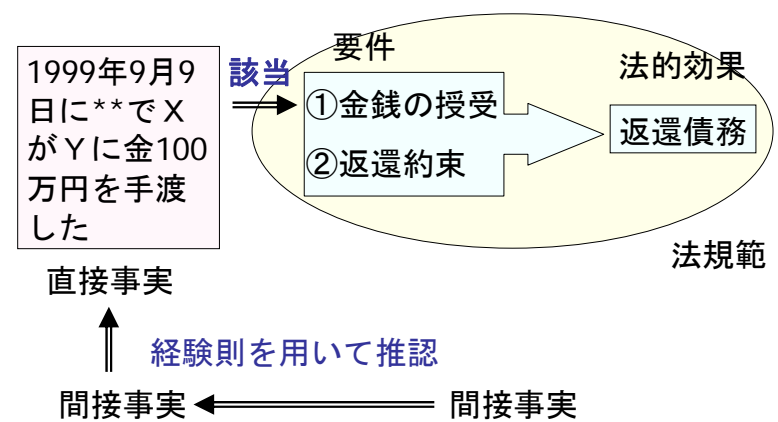 要件
法的効果
1999年9月9
日に**でX
がYに金100
万円を手渡
した
該当
①金銭の授受
②返還約束
返還債務
法規範
直接事実
経験則を用いて推認
間接事実
間接事実